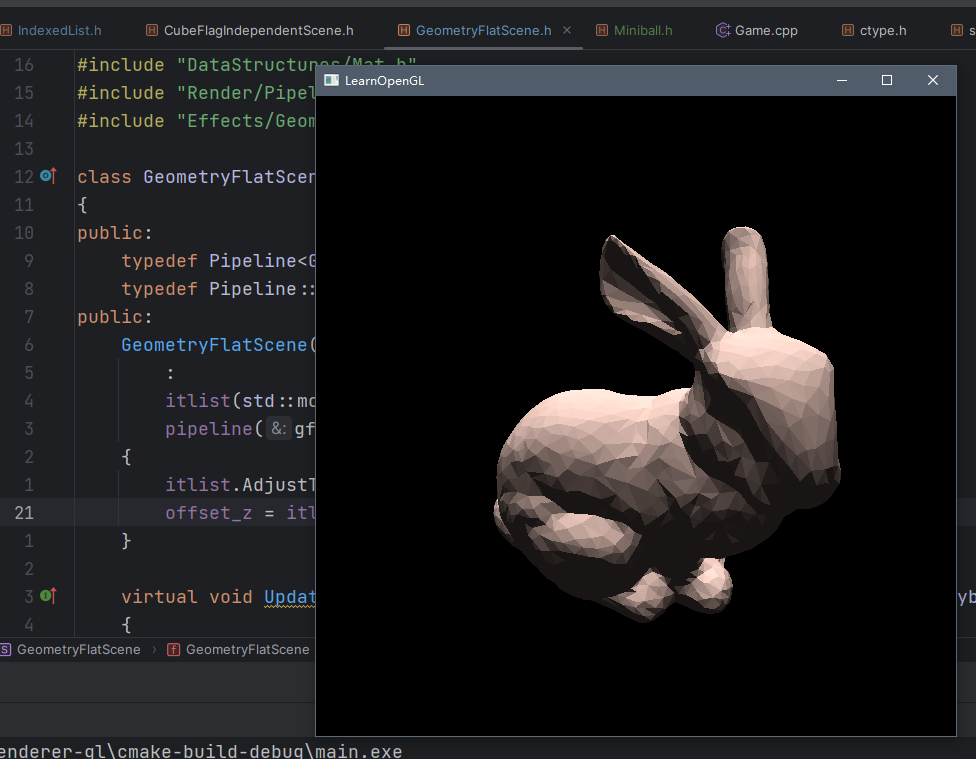 IndexedList.h CubeFlagIndependentScene.h GeometryFlatScene.h Miniball.h Game.cpp ctype.h s
16 #include "DataStructures/Mat.h"
LearnOpenGL
15 #include "Render/Pipel
14 #include "Effects/Geom
13
12 class GeometryFlatScen
11 {
10 public:
9 typedef Pipeline<G
8 typedef Pipeline::
7 public:
6 GeometryFlatScene(
5 :
4 itlist(std::mo
3 pipeline( &: gf
2 {
1 itlist.AdjustT
21 offset_z = itl
1 }
2
3 virtual void Updat yb
4 {
S GeometryFlatScene › f GeometryFlatScene
enderer-gl\cmake-build-debug\main.exe